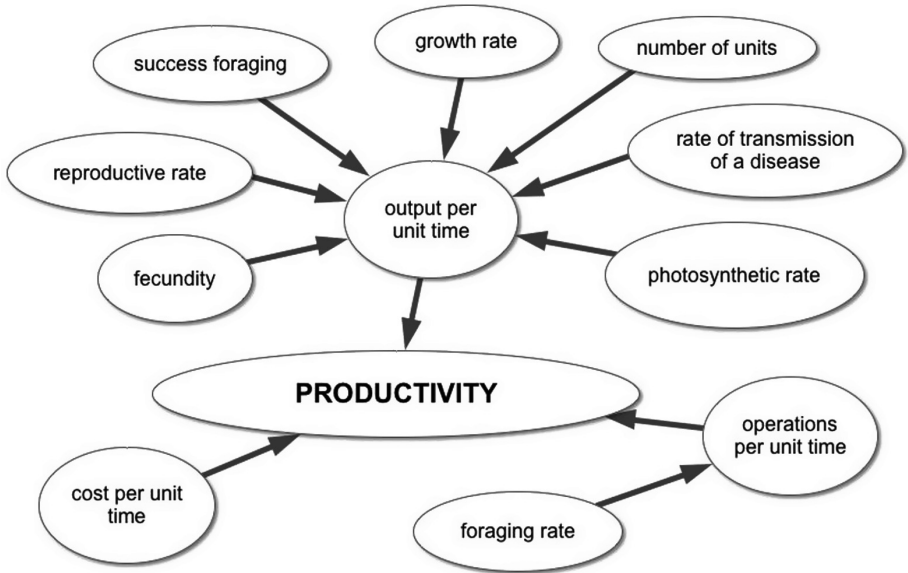 growth rate
number of units
success foraging
rate of transmission
of a disease
reproductive rate
output per
unit time
fecundity
photosynthetic rate
PRODUCTIVITY
operations
per unit time
cost per unit
time
foraging rate